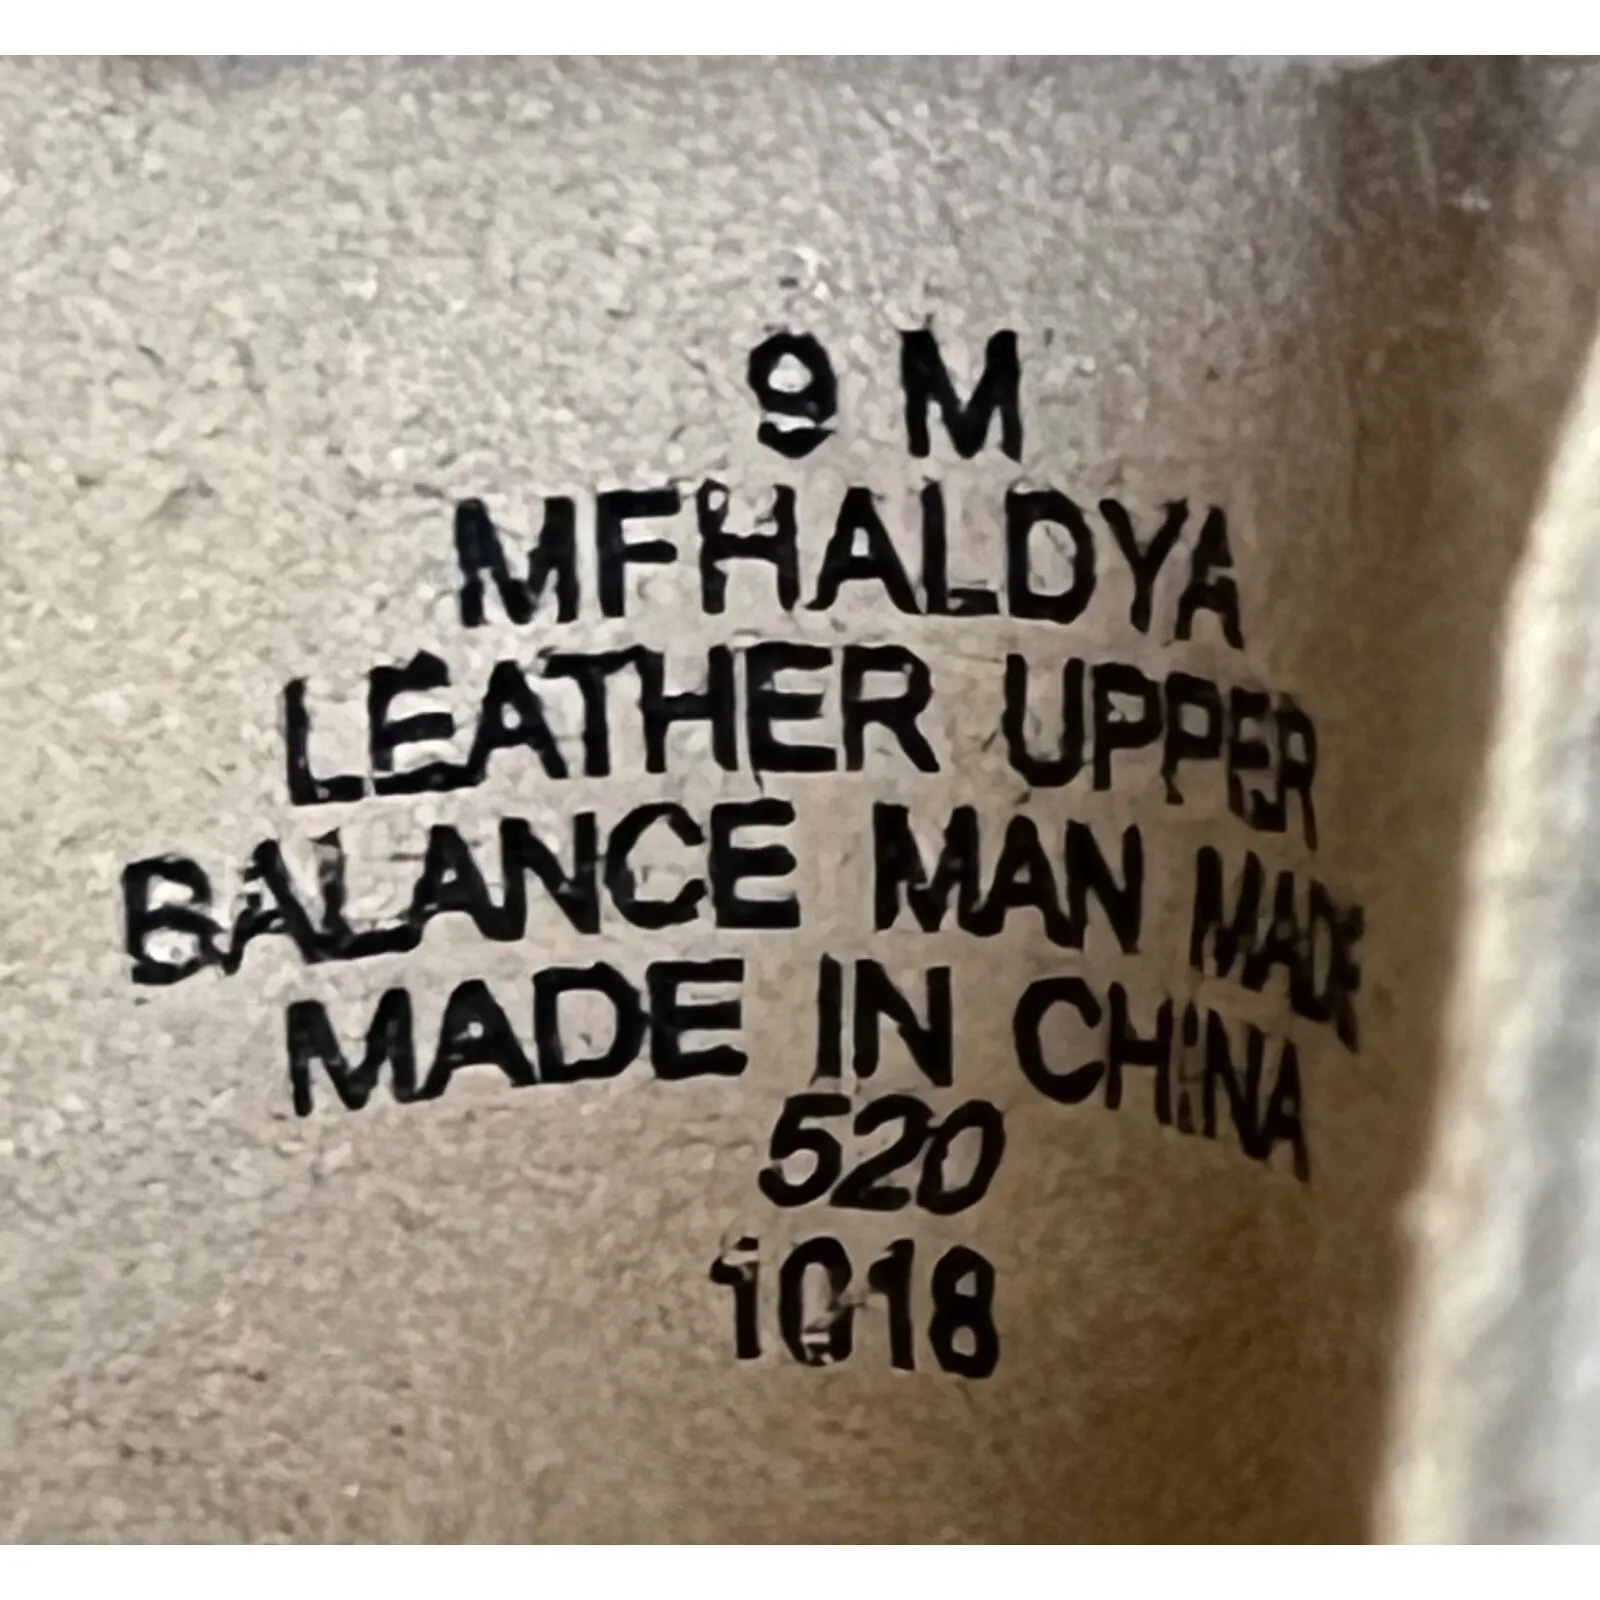 9 M
MFHALDYA
LEATHER UPPER
BALANCE MAN MADE
MADE IN CHINA
520
1018